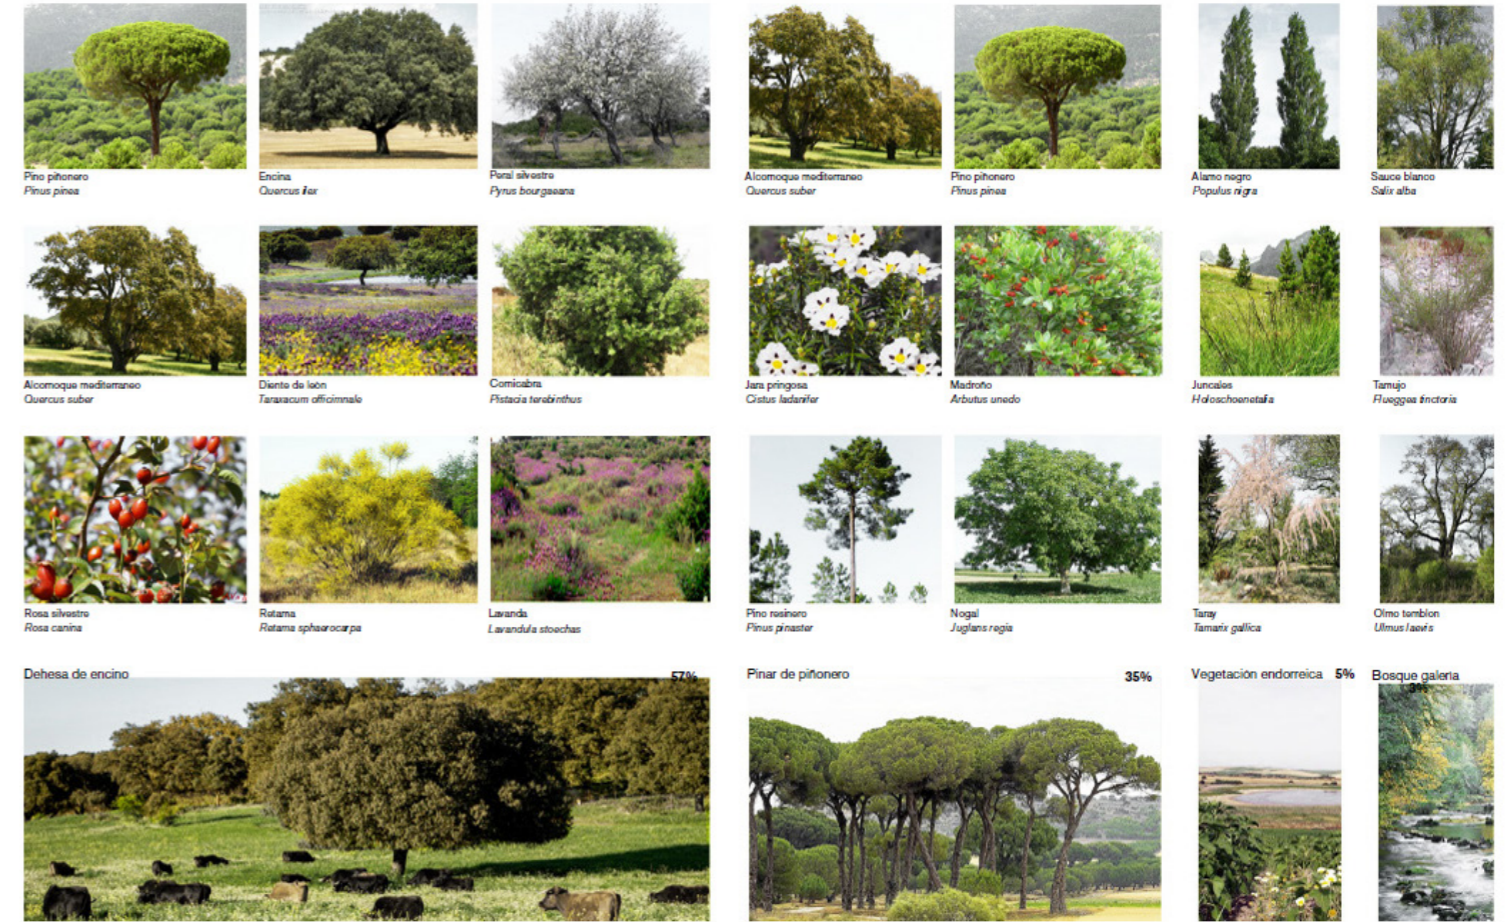 Pino piñonero
Pinus pinea
Encina
Quercus ilex
Peral silvestre
Pyrus bourgaeana
Alcornoque mediterraneo
Quercus suber
Pino piñonero
Pinus pinea
Alamo negro
Populus nigra
Sauce blanco
Salix alba
Alcornoque mediterraneo
Quercus suber
Diente de león
Taraxacum officimnale
Cornicabra
Pistacia terebinthus
Jara pringosa
Cistus ladanifer
Madroño
Arbutus unedo
Juncales
Holoschoenetalia
Tamujo
Flueggea tinctoria
Rosa silvestre
Rosa canina
Retama
Retama sphaerocarpa
Lavanda
Lavandula stoechas
Pino resinero
Pinus pinaster
Nogal
Juglans regia
Taray
Tamarix gallica
Olmo temblon
Ulmus laevis
Dehesa de encino 57%
Pinar de piñonero 35%
Vegetación endorreica 5%
Bosque galeria
3%